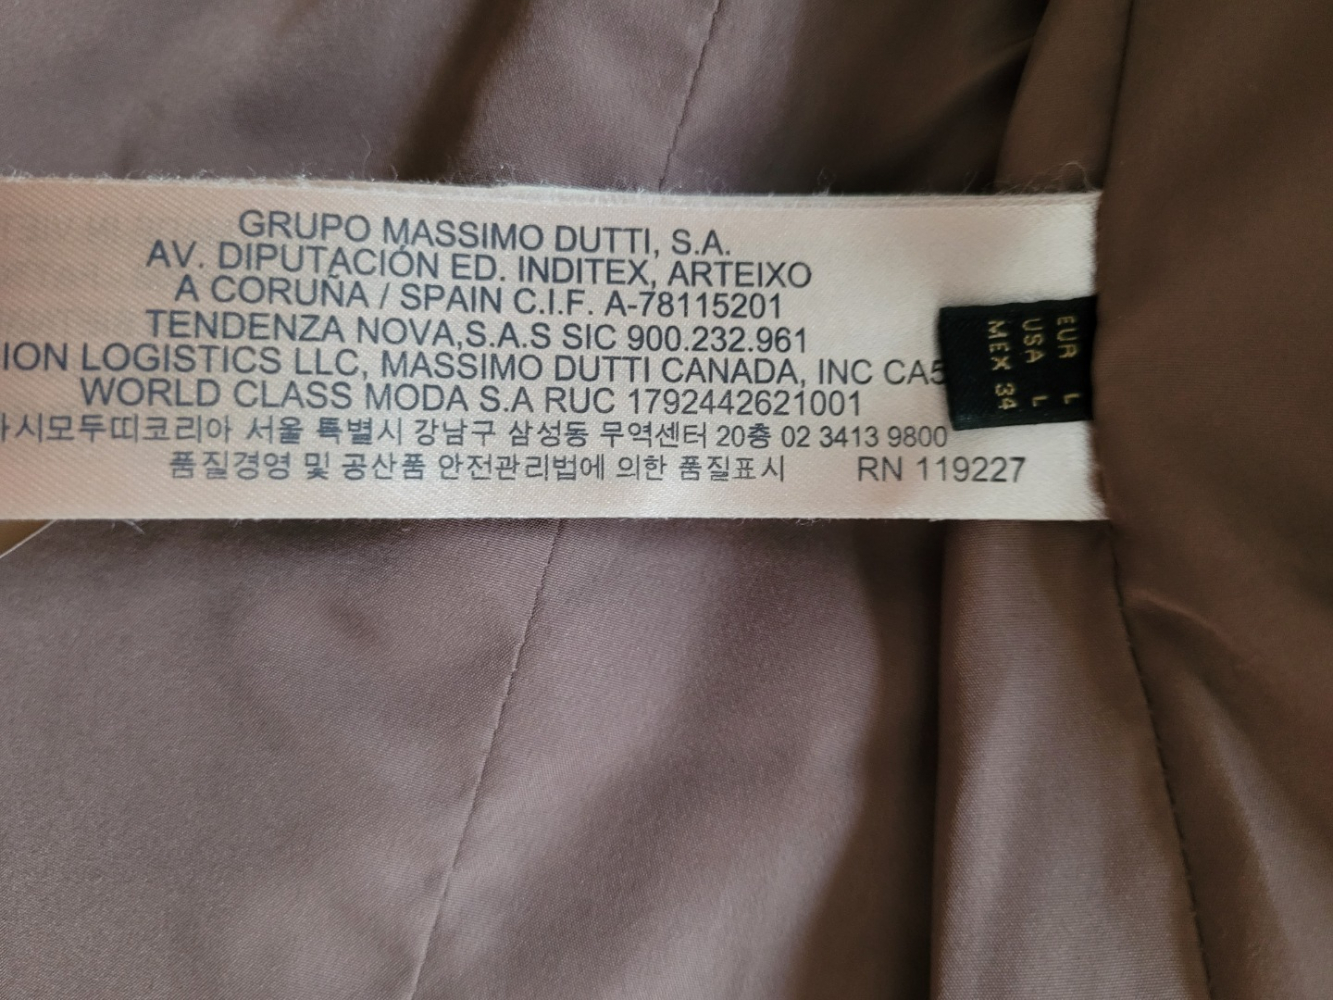 GRUPO MASSIMO DUTTI, S.A.
AV. DIPUTACIÓN ED. INDITEX, ARTEIXO
A CORUÑA / SPAIN C.I.F. A-78115201
TENDENZA NOVA,S.A.S SIC 900.232.961
ION LOGISTICS LLC, MASSIMO DUTTI CANADA, INC CA5
WORLD CLASS MODA S.A RUC 1792442621001
시모두띠코리아 서울 특별시 강남구 삼성동 무역센터 20층 02 3413 9800
품질경영 및 공산품 안전관리법에 의한 품질표시 RN 119227
EUR L
USA L
MEX 34